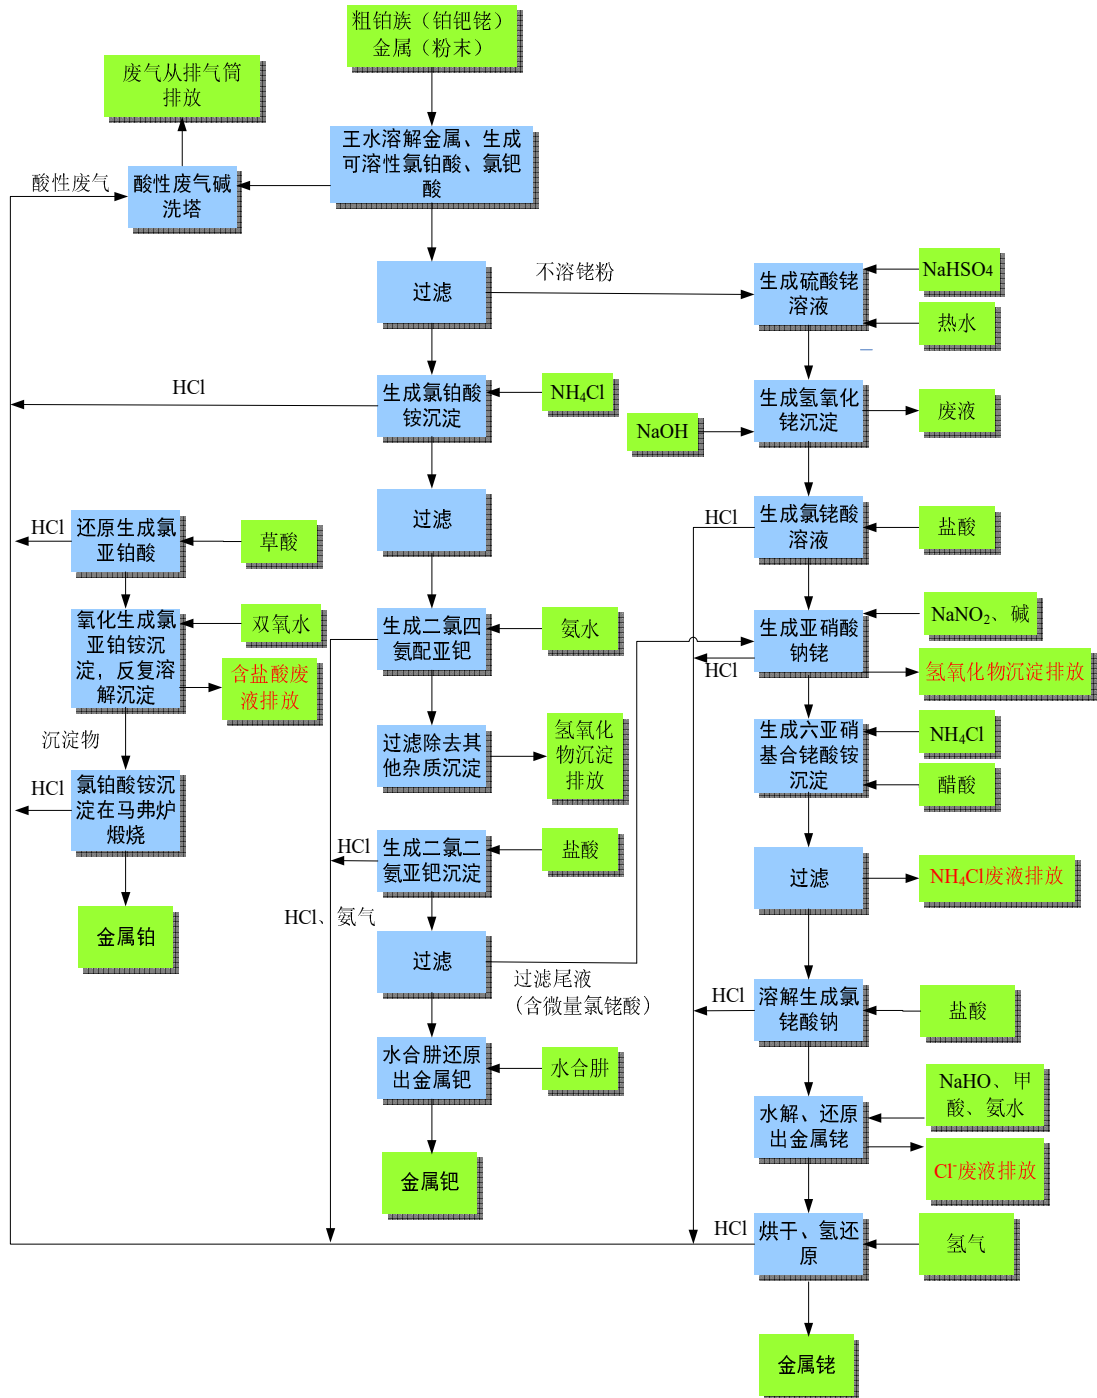 粗铂族（铂钯铑）
金属（粉末）
废气从排气筒
排放
王水溶解金属、生成
可溶性氯铂酸、氯钯
酸
酸性废气
酸性废气碱
洗塔
过滤
不溶铑粉
生成硫酸铑
溶液
NaHSO4
热水
HCl
生成氯铂酸
铵沉淀
NH₄Cl
NaOH
生成氢氧化
铑沉淀
废液
过滤
HCl
还原生成氯
亚铂酸
草酸
HCl
生成氯铑酸
溶液
盐酸
氧化生成氯
亚铂铵沉
淀，反复溶
解沉淀
双氧水
含盐酸废
液排放
生成二氯四
氨配亚钯
氨水
生成亚硝酸
钠铑
NaNO₂、碱
HCl
氢氧化物沉淀排放
沉淀物
过滤除去其
他杂质沉淀
氢氧化
物沉淀
排放
生成六亚硝
基合铑酸铵
沉淀
NH₄Cl
醋酸
HCl
氯铂酸铵沉
淀在马弗炉
煅烧
HCl
生成二氯二
氨亚钯沉淀
盐酸
过滤
NH₄Cl废液排放
HCl、氨气
金属铂
过滤
过滤尾液
（含微量氯铑酸）
HCl
溶解生成氯
铑酸钠
盐酸
水合肼还原
出金属钯
水合肼
水解、还原
出金属铑
NaHO、甲
酸、氨水
Cl⁻废液排放
金属钯
HCl
烘干、氢还
原
氢气
金属铑